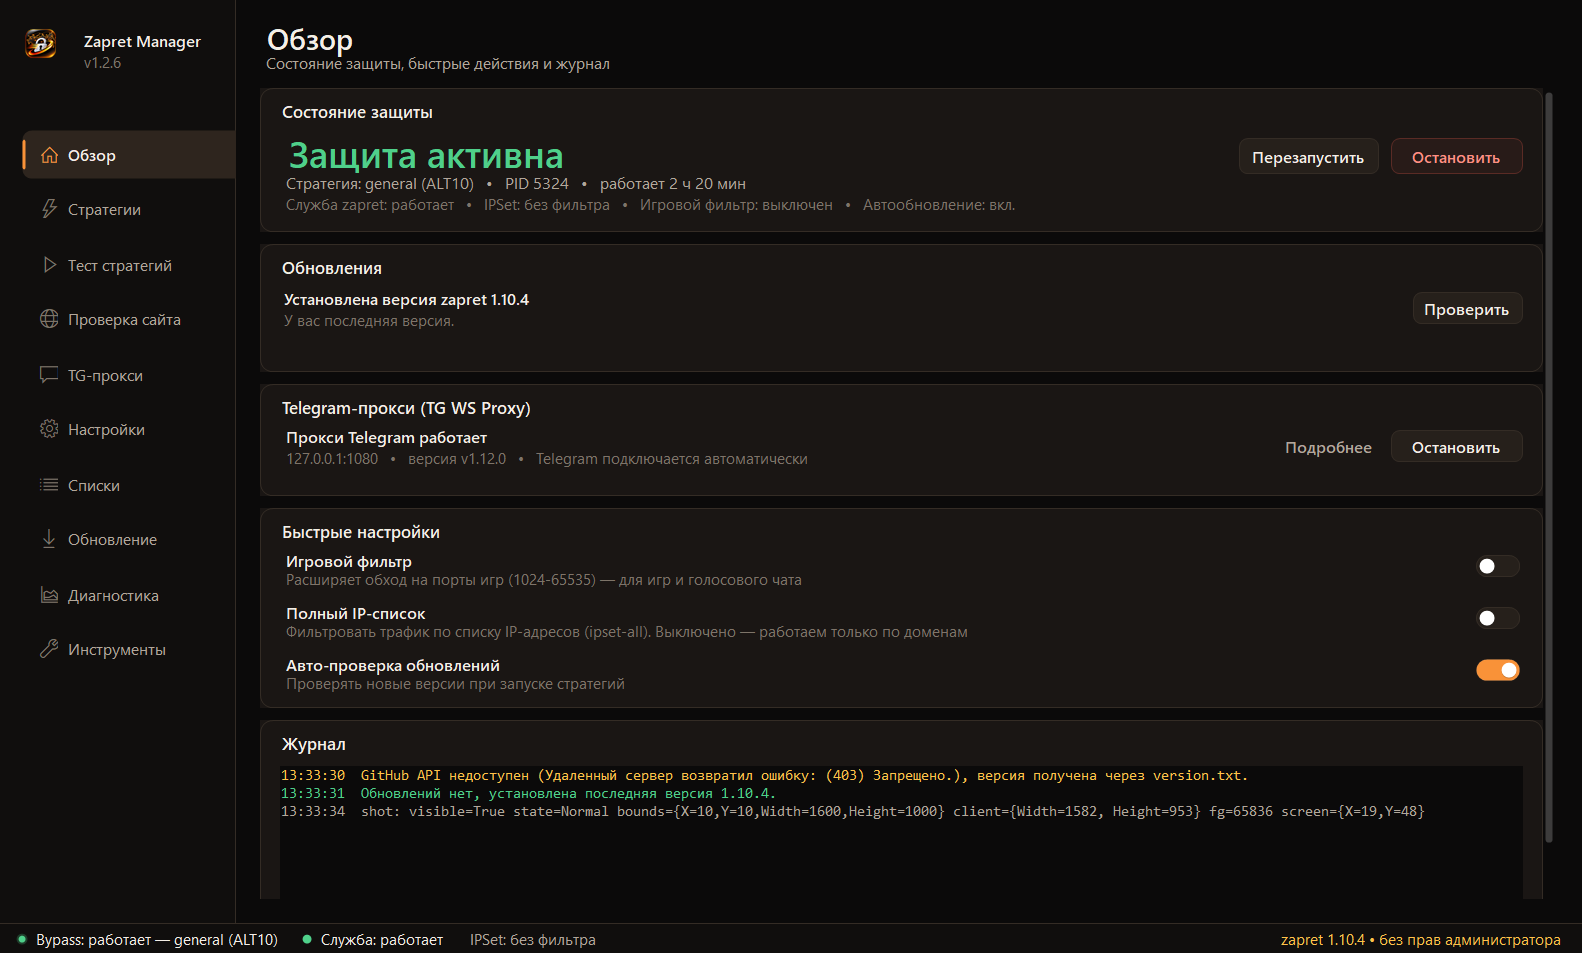 Zapret Manager
v1.2.6
Обзор
Стратегии
Тест стратегий
Проверка сайта
TG-прокси
Настройки
Списки
Обновление
Диагностика
Инструменты
Обзор
Состояние защиты, быстрые действия и журнал
Состояние защиты
Защита активна
Стратегия: general (ALT10) • PID 5324 • работает 2 ч 20 мин
Служба zapret: работает • IPSet: без фильтра • Игровой фильтр: выключен • Автообновление: вкл.
Перезапустить
Остановить
Обновления
Установлена версия zapret 1.10.4
У вас последняя версия.
Проверить
Telegram-прокси (TG WS Proxy)
Прокси Telegram работает
127.0.0.1:1080 • версия v1.12.0 • Telegram подключается автоматически
Подробнее
Остановить
Быстрые настройки
Игровой фильтр
Расширяет обход на порты игр (1024-65535) — для игр и голосового чата
Полный IP-список
Фильтровать трафик по списку IP-адресов (ipset-all). Выключено — работаем только по доменам
Авто-проверка обновлений
Проверять новые версии при запуске стратегий
Журнал
13:33:30 GitHub API недоступен (Удаленный сервер возвратил ошибку: (403) Запрещено.), версия получена через version.txt.
13:33:31 Обновлений нет, установлена последняя версия 1.10.4.
13:33:34 shot: visible=True state=Normal bounds={X=10,Y=10,Width=1600,Height=1000} client={Width=1582, Height=953} fg=65836 screen={X=19,Y=48}
Bypass: работает — general (ALT10)
Служба: работает
IPSet: без фильтра
zapret 1.10.4 • без прав администратора